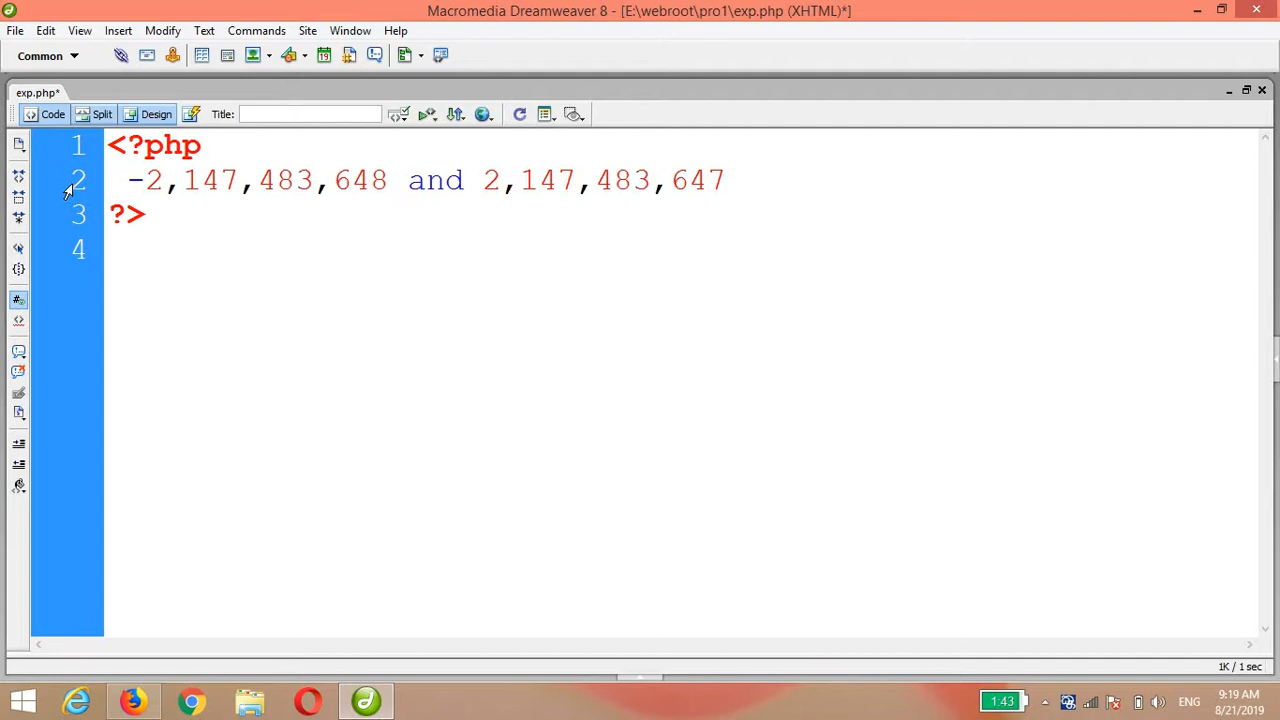 Macromedia Dreamweaver 8 - [E:\webroot\pro1\exp.php (XHTML)*]
File Edit View Insert Modify Text Commands Site Window Help
Common
exp.php*
Code Split Design Title:
1 <?php
2 -2,147,483,648 and 2,147,483,647
3 ?>
4
1K / 1 sec
1:43 ENG 9:19 AM
8/21/2019